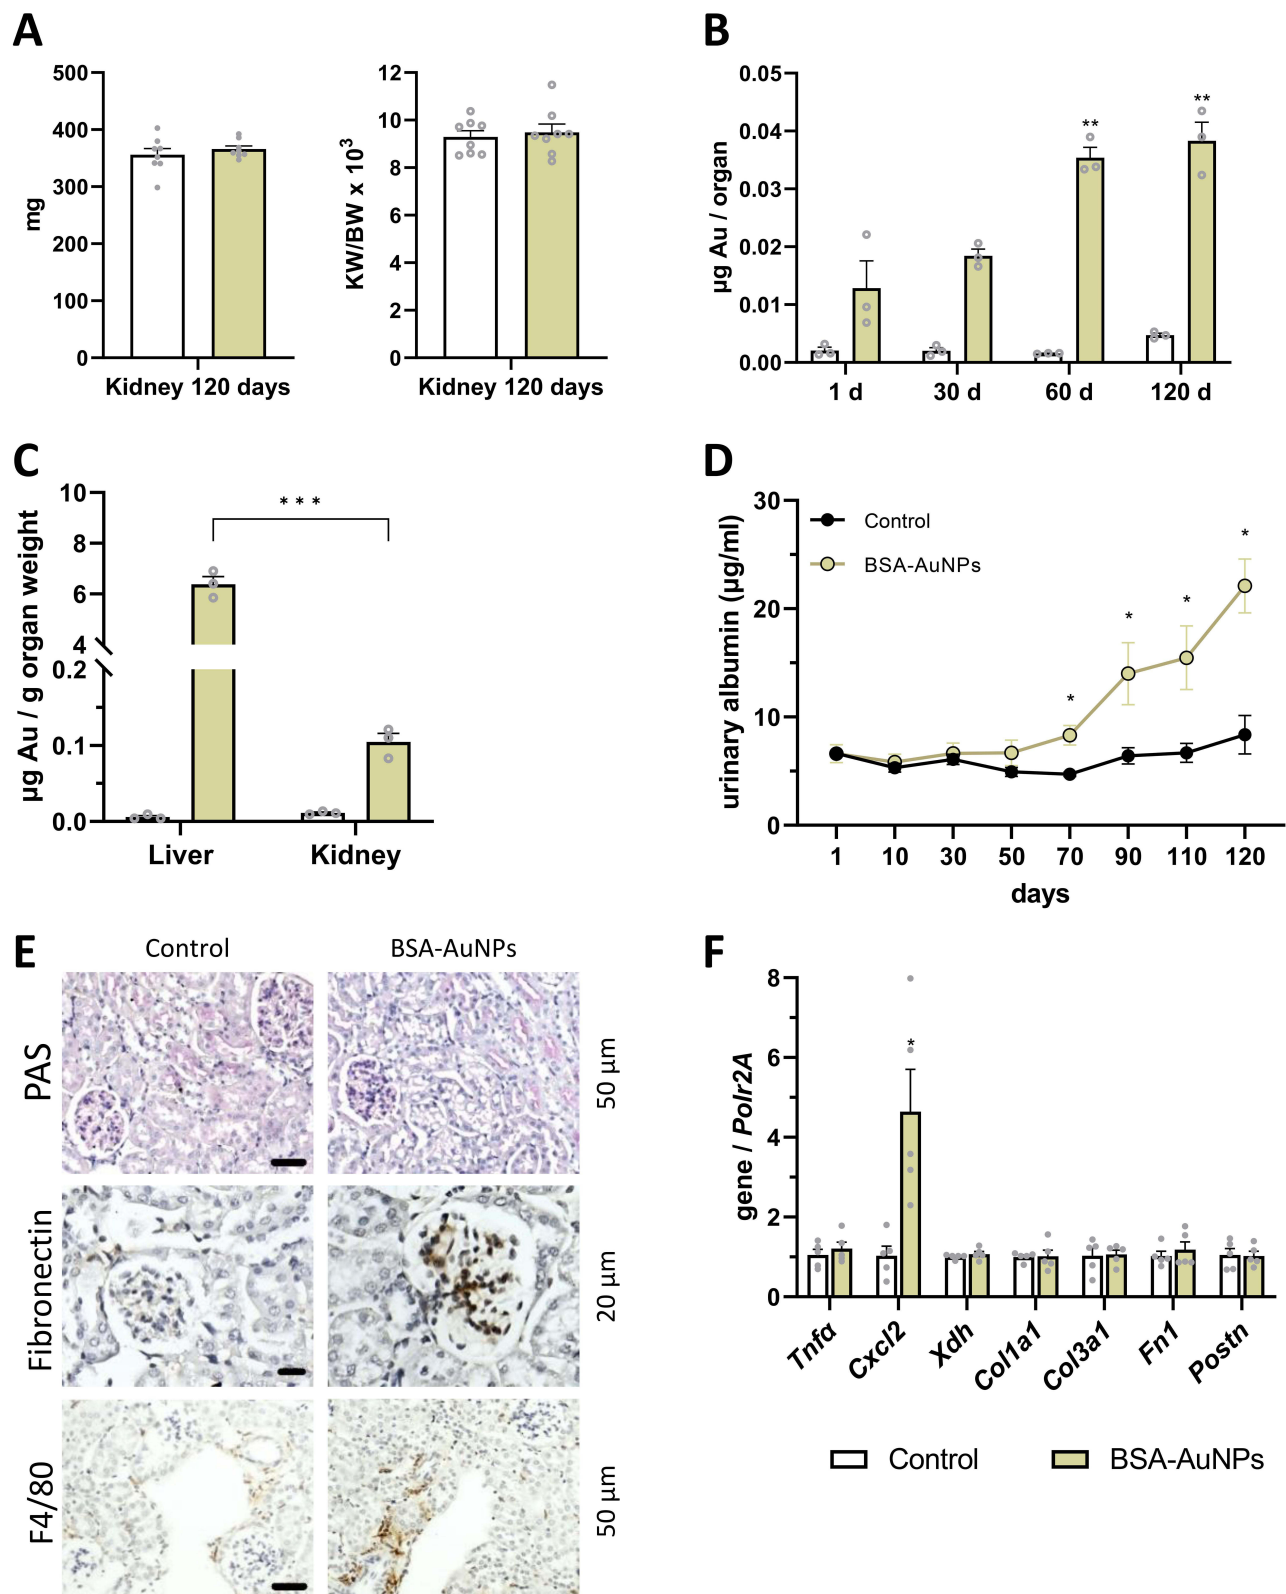 A
500
400
300
200
100
0
mg
Kidney 120 days
12
10
8
6
4
2
0
KW/BW x 10³
Kidney 120 days
B
0.05
0.04
0.03
0.02
0.01
0.00
µg Au / organ
**
**
1 d
30 d
60 d
120 d
C
10
8
6
4
0.2
0.1
0.0
µg Au / g organ weight
***
Liver
Kidney
D
30
20
10
0
urinary albumin (µg/ml)
Control
BSA-AuNPs
*
*
*
*
1
10
30
50
70
90
110
120
days
E
Control
BSA-AuNPs
PAS
50 µm
Fibronectin
20 µm
F4/80
50 µm
F
8
6
4
2
0
gene / Polr2A
*
Tnfα
Cxcl2
Xdh
Col1a1
Col3a1
Fn1
Postn
Control
BSA-AuNPs